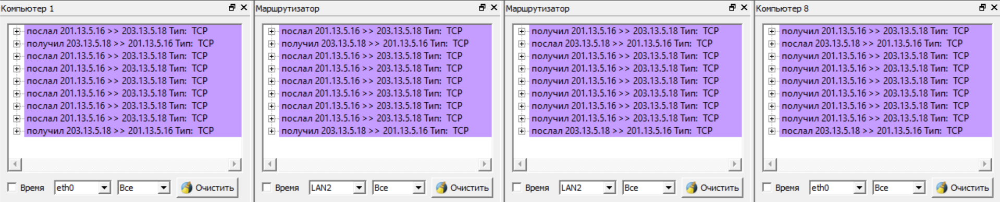 Компьютер 1
послал 201.13.5.16 >> 203.13.5.18 Тип: TCP
получил 203.13.5.18 >> 201.13.5.16 Тип: TCP
послал 201.13.5.16 >> 203.13.5.18 Тип: TCP
послал 201.13.5.16 >> 203.13.5.18 Тип: TCP
послал 201.13.5.16 >> 203.13.5.18 Тип: TCP
послал 201.13.5.16 >> 203.13.5.18 Тип: TCP
послал 201.13.5.16 >> 203.13.5.18 Тип: TCP
послал 201.13.5.16 >> 203.13.5.18 Тип: TCP
получил 203.13.5.18 >> 201.13.5.16 Тип: TCP
Время eth0 Все Очистить
Маршрутизатор
послал 201.13.5.16 >> 203.13.5.18 Тип: TCP
получил 203.13.5.18 >> 201.13.5.16 Тип: TCP
послал 201.13.5.16 >> 203.13.5.18 Тип: TCP
послал 201.13.5.16 >> 203.13.5.18 Тип: TCP
послал 201.13.5.16 >> 203.13.5.18 Тип: TCP
послал 201.13.5.16 >> 203.13.5.18 Тип: TCP
послал 201.13.5.16 >> 203.13.5.18 Тип: TCP
послал 201.13.5.16 >> 203.13.5.18 Тип: TCP
получил 203.13.5.18 >> 201.13.5.16 Тип: TCP
Время LAN2 Все Очистить
Маршрутизатор
получил 201.13.5.16 >> 203.13.5.18 Тип: TCP
послал 203.13.5.18 >> 201.13.5.16 Тип: TCP
получил 201.13.5.16 >> 203.13.5.18 Тип: TCP
получил 201.13.5.16 >> 203.13.5.18 Тип: TCP
получил 201.13.5.16 >> 203.13.5.18 Тип: TCP
получил 201.13.5.16 >> 203.13.5.18 Тип: TCP
получил 201.13.5.16 >> 203.13.5.18 Тип: TCP
получил 201.13.5.16 >> 203.13.5.18 Тип: TCP
послал 203.13.5.18 >> 201.13.5.16 Тип: TCP
Время LAN2 Все Очистить
Компьютер 8
получил 201.13.5.16 >> 203.13.5.18 Тип: TCP
послал 203.13.5.18 >> 201.13.5.16 Тип: TCP
получил 201.13.5.16 >> 203.13.5.18 Тип: TCP
получил 201.13.5.16 >> 203.13.5.18 Тип: TCP
получил 201.13.5.16 >> 203.13.5.18 Тип: TCP
получил 201.13.5.16 >> 203.13.5.18 Тип: TCP
получил 201.13.5.16 >> 203.13.5.18 Тип: TCP
получил 201.13.5.16 >> 203.13.5.18 Тип: TCP
послал 203.13.5.18 >> 201.13.5.16 Тип: TCP
Время eth0 Все Очистить